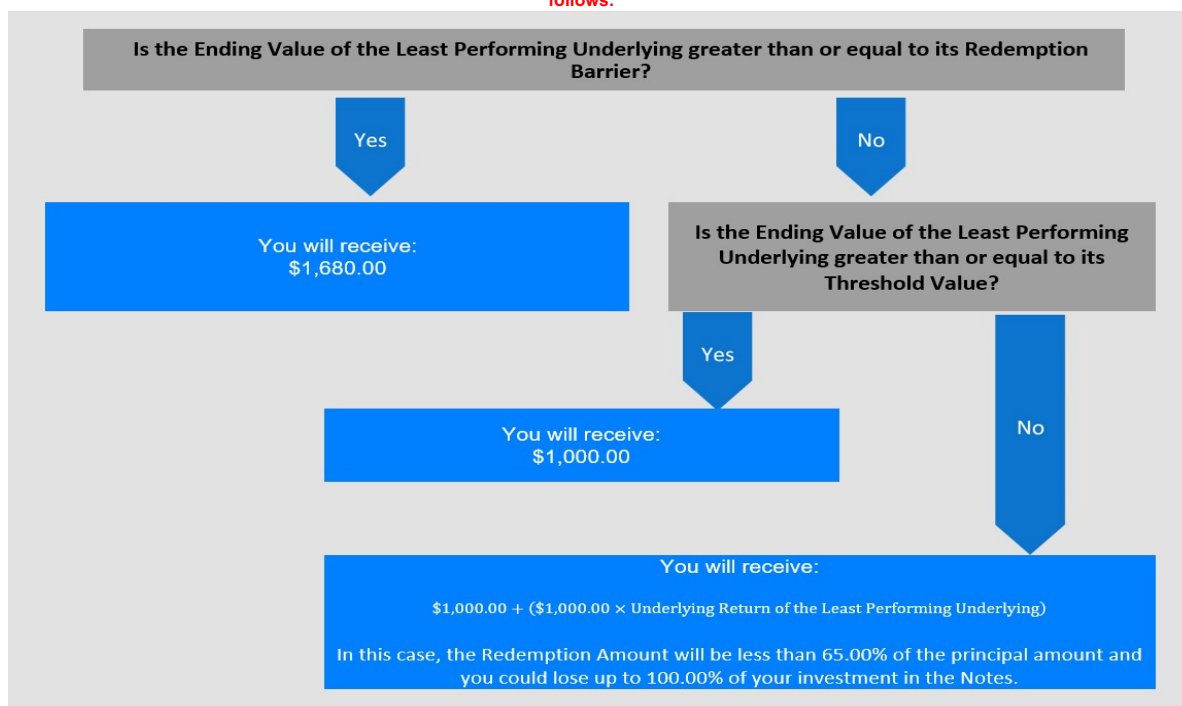 follows:
Is the Ending Value of the Least Performing Underlying greater than or equal to its Redemption
Barrier?
Yes
No
You will receive:
$1,680.00
Is the Ending Value of the Least Performing
Underlying greater than or equal to its
Threshold Value?
Yes
No
You will receive:
$1,000.00
You will receive:
$1,000.00 + ($1,000.00 × Underlying Return of the Least Performing Underlying)
In this case, the Redemption Amount will be less than 65.00% of the principal amount and
you could lose up to 100.00% of your investment in the Notes.